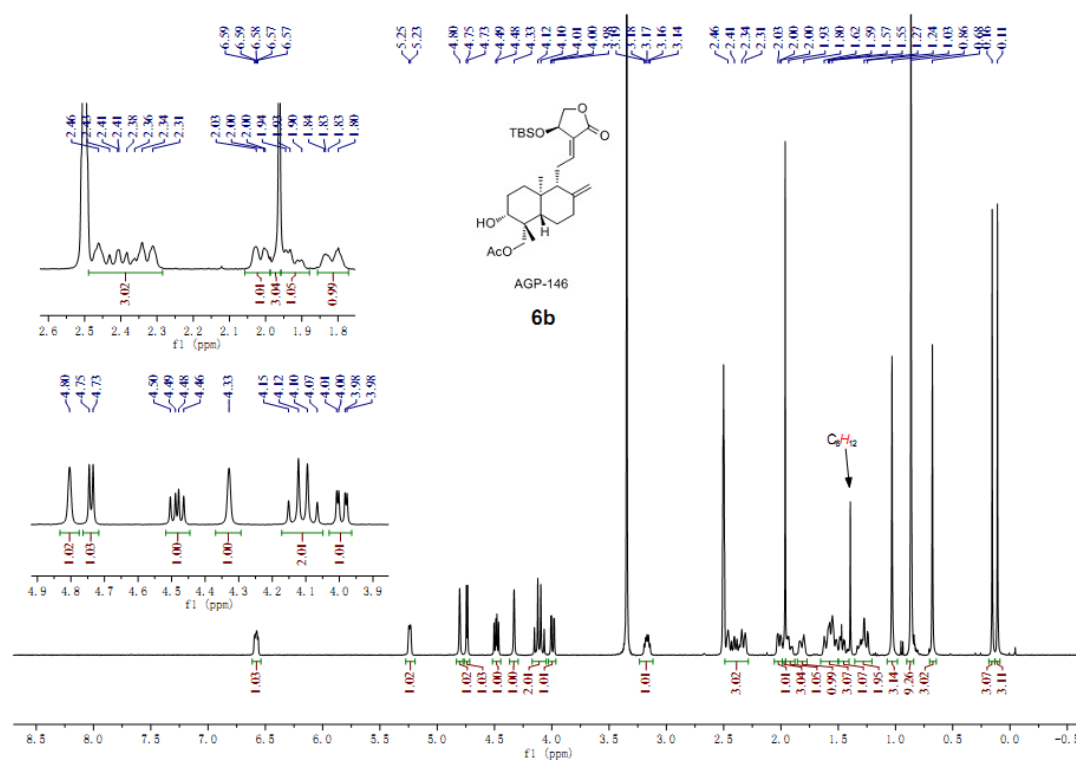 6.59 6.59 6.58 6.57 6.57 5.25 5.23 4.80 4.75 4.73 4.49 4.48 4.33 4.12 4.10 4.01 4.00 3.98 3.19 3.18 3.17 3.16 3.14 2.46 2.41 2.34 2.31 2.03 2.00 2.00 1.93 1.80 1.62 1.59 1.57 1.55 1.27 1.24 1.03 0.86 0.68 0.16 0.11
2.46 2.43 2.41 2.41 2.38 2.36 2.34 2.31 2.03 2.00 2.00 1.94 1.93 1.90 1.84 1.83 1.83 1.80
3.02 1.01 3.04 1.05 0.99
2.6 2.5 2.4 2.3 2.2 2.1 2.0 1.9 1.8
f1 (ppm)
O
TBSO
O
HO
H
AcO
AGP-146
6b
4.80 4.75 4.73 4.50 4.49 4.48 4.46 4.33 4.15 4.12 4.10 4.07 4.01 4.00 3.98 3.98
1.02 1.03 1.00 1.00 2.01 1.01
4.9 4.8 4.7 4.6 4.5 4.4 4.3 4.2 4.1 4.0 3.9
f1 (ppm)
C6H12
1.03 1.02 1.02 1.03 1.00 1.00 2.01 1.01 1.01 3.02 1.01 3.04 1.05 0.99 3.07 1.07 1.95 3.14 9.26 3.02 3.07 3.11
8.5 8.0 7.5 7.0 6.5 6.0 5.5 5.0 4.5 4.0 3.5 3.0 2.5 2.0 1.5 1.0 0.5 0.0 -0.5
f1 (ppm)